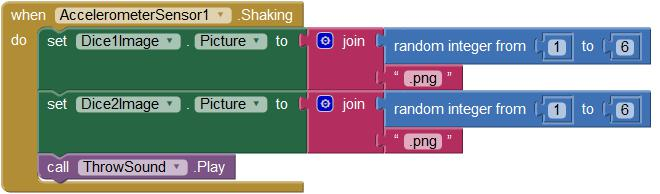 when AccelerometerSensor1 .Shaking
do set Dice1Image . Picture to join random integer from 1 to 6
“ .png ”
set Dice2Image . Picture to join random integer from 1 to 6
“ .png ”
call ThrowSound .Play